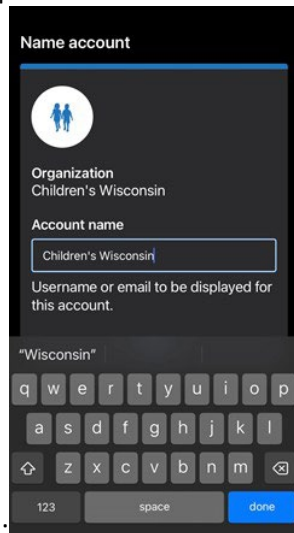 Name account
Organization
Children's Wisconsin
Account name
Children's Wisconsin
Username or email to be displayed for
this account.
"Wisconsin"
q w e r t y u i o p
a s d f g h j k l
z x c v b n m
123 space done